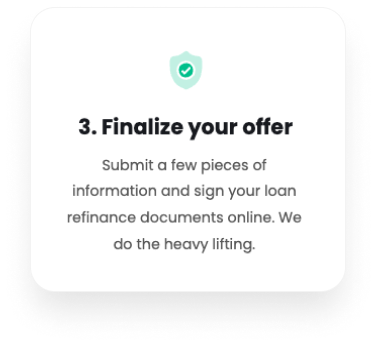 3. Finalize your offer
Submit a few pieces of
information and sign your loan
refinance documents online. We
do the heavy lifting.